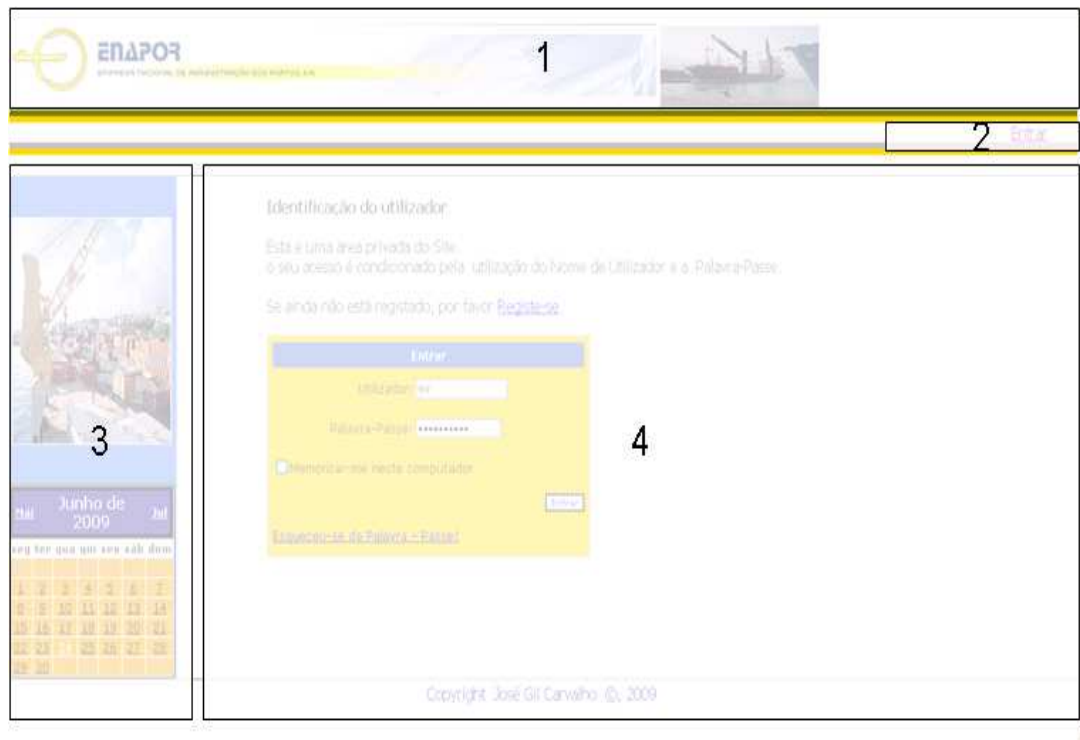 ENAPOR
1
2 Entrar
Identificação do utilizador
Esta é uma área privada do Site.
o seu acesso é condicionado pela utilização do Nome de Utilizador e a Palavra-Passe.
Se ainda não está registado, por favor Registe-se.
Entrar
Utilizador:
Palavra-Passe: ••••••••••
Memorizar-me neste computador
Entrar
Esqueceu-se da Palavra - Passe?
3
4
Mai Junho de 2009 Jul
seg ter qua qui sex sáb dom
1 2 3 4 5 6 7
8 9 10 11 12 13 14
15 16 17 18 19 20 21
22 23 25 26 27 28
29 30
Copyright José Gil Carvalho ©, 2009